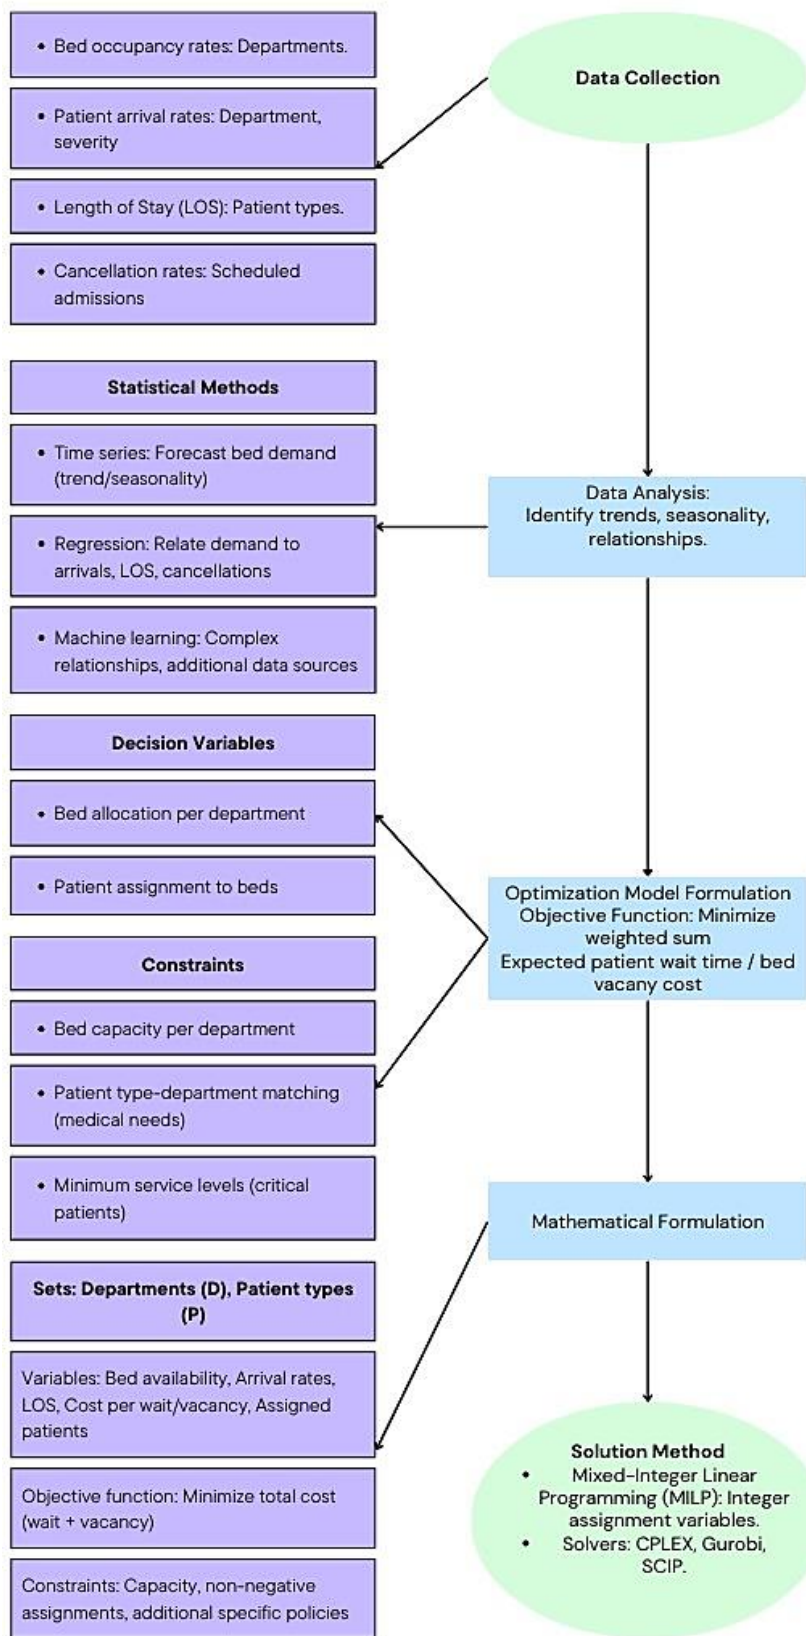 • Bed occupancy rates: Departments.
• Patient arrival rates: Department,
severity
• Length of Stay (LOS): Patient types.
• Cancellation rates: Scheduled
admissions
Data Collection
Statistical Methods
• Time series: Forecast bed demand
(trend/seasonality)
• Regression: Relate demand to
arrivals, LOS, cancellations
• Machine learning: Complex
relationships, additional data sources
Data Analysis:
Identify trends, seasonality,
relationships.
Decision Variables
• Bed allocation per department
• Patient assignment to beds
Constraints
• Bed capacity per department
• Patient type-department matching
(medical needs)
• Minimum service levels (critical
patients)
Optimization Model Formulation
Objective Function: Minimize
weighted sum
Expected patient wait time / bed
vacany cost
Mathematical Formulation
Sets: Departments (D), Patient types
(P)
Variables: Bed availability, Arrival rates,
LOS, Cost per wait/vacancy, Assigned
patients
Objective function: Minimize total cost
(wait + vacancy)
Constraints: Capacity, non-negative
assignments, additional specific policies
Solution Method
• Mixed-Integer Linear
Programming (MILP): Integer
assignment variables.
• Solvers: CPLEX, Gurobi,
SCIP.